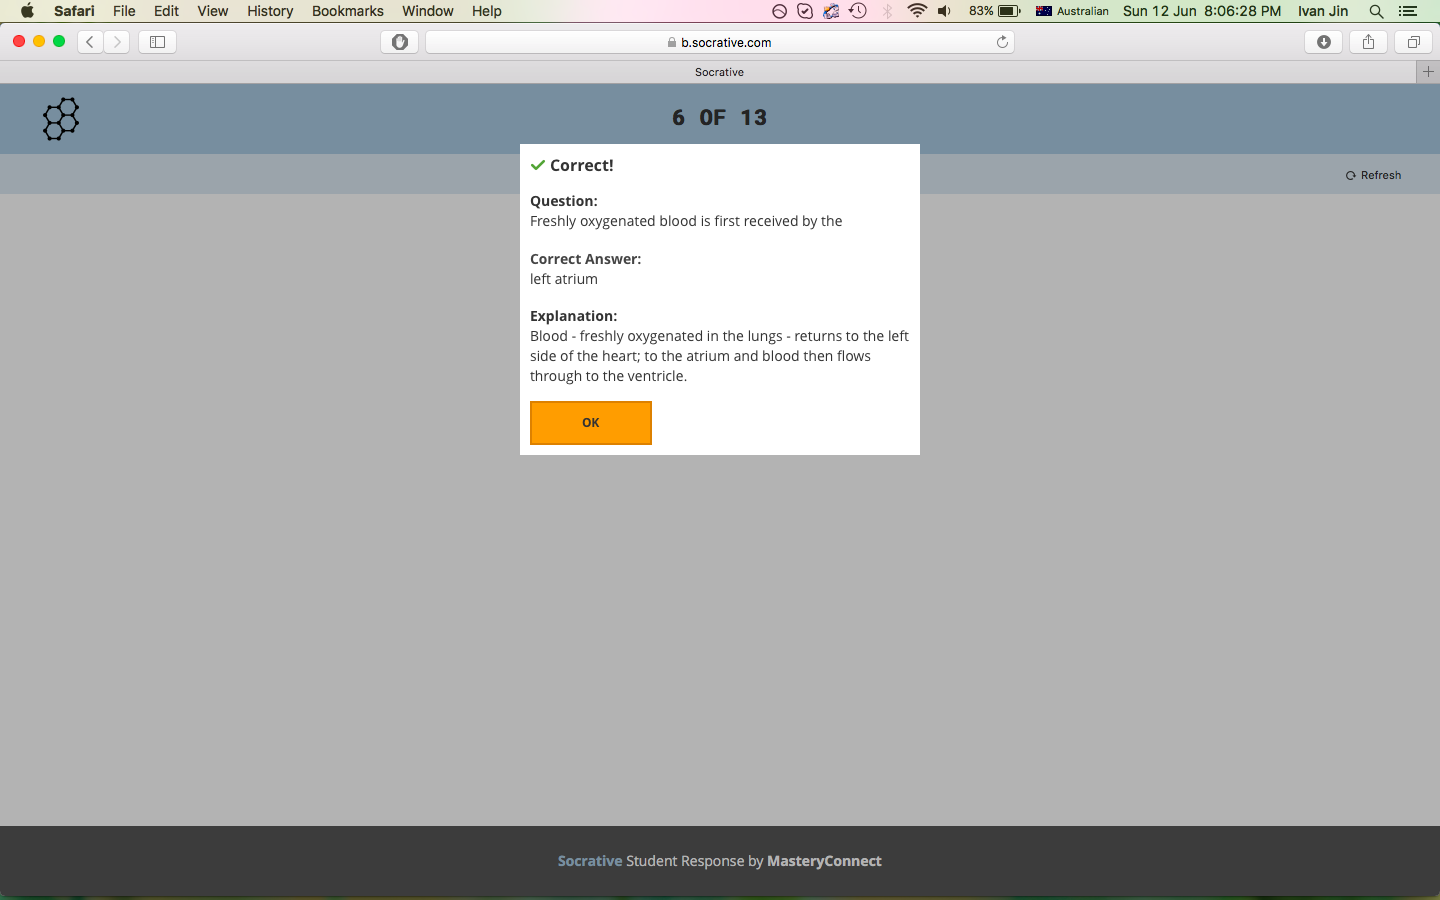 Safari File Edit View History Bookmarks Window Help 83% Australian Sun 12 Jun 8:06:28 PM Ivan Jin
b.socrative.com
Socrative
6 OF 13
Refresh
Correct!
Question:
Freshly oxygenated blood is first received by the
Correct Answer:
left atrium
Explanation:
Blood - freshly oxygenated in the lungs - returns to the left
side of the heart; to the atrium and blood then flows
through to the ventricle.
OK
Socrative Student Response by MasteryConnect